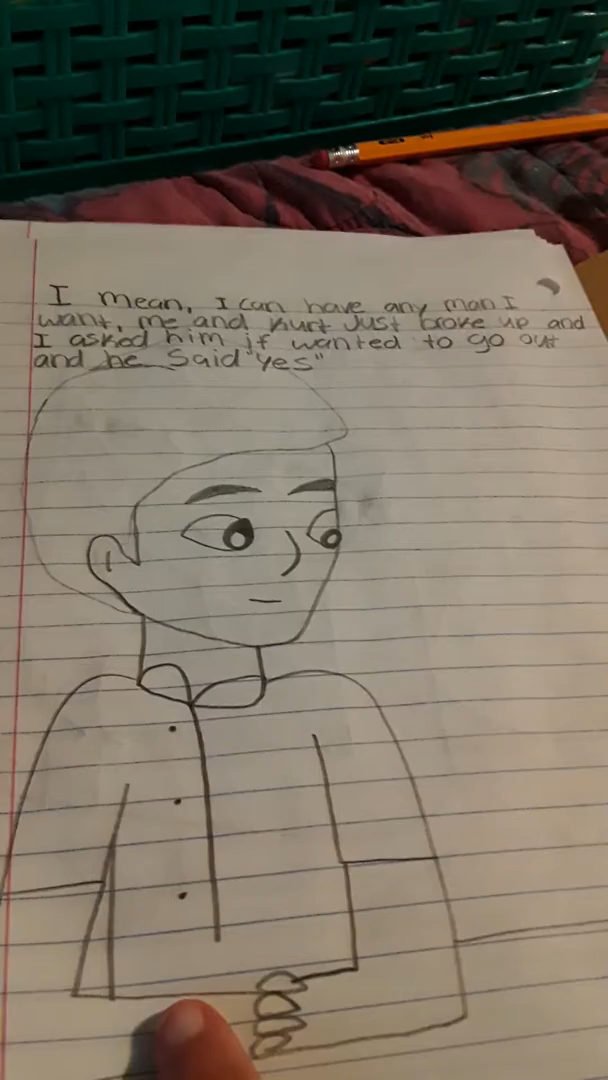 I mean, I can have any man I
want, me and Kurt Just broke up and
I asked him if wanted to go out
and he said "yes"